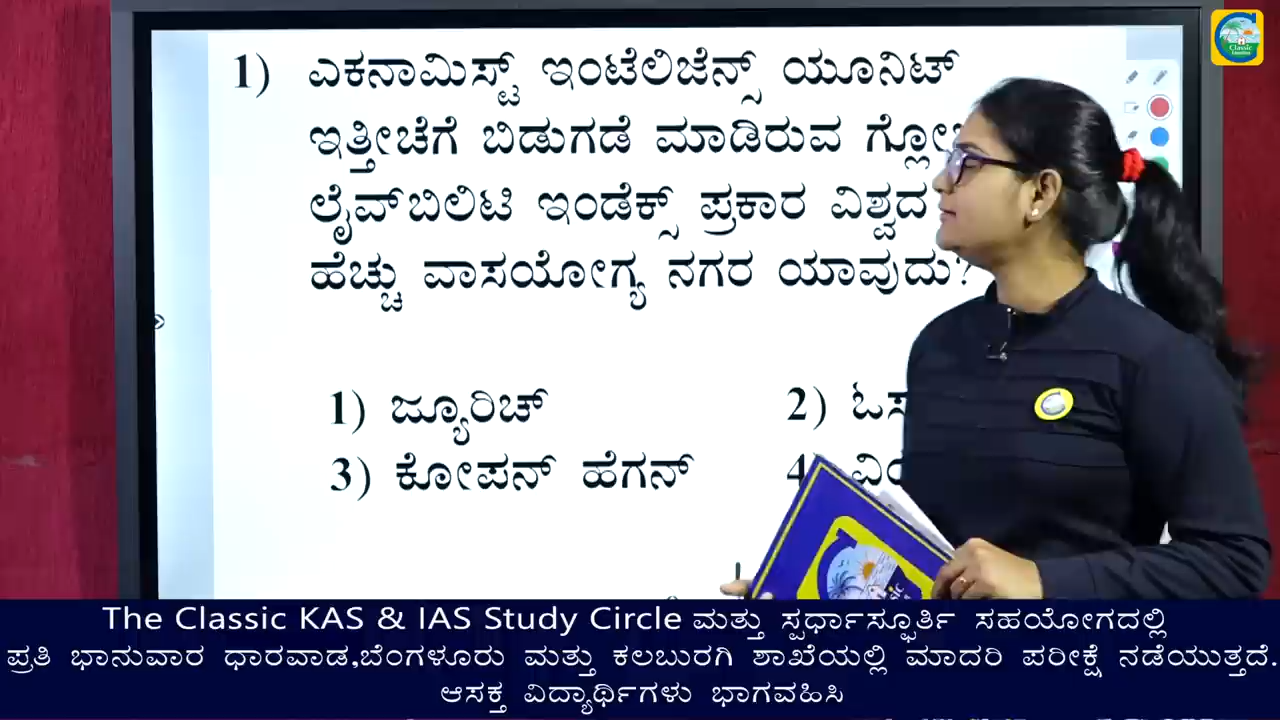 1) ಎಕನಾಮಿಸ್ಟ್ ಇಂಟೆಲಿಜೆನ್ಸ್ ಯೂನಿಟ್
ಇತ್ತೀಚೆಗೆ ಬಿಡುಗಡೆ ಮಾಡಿರುವ
ಲೈವ್‌ಬಿಲಿಟಿ ಇಂಡೆಕ್ಸ್ ಪ್ರಕಾರ ವಿಶ್ವದ
ಹೆಚ್ಚು ವಾಸಯೋಗ್ಯ ನಗರ ಯಾವುದು?
1) ಜ್ಯೂರಿಚ್ 2)
3) ಕೋಪನ್ ಹೆಗನ್ 4)
Classic
The Classic KAS & IAS Study Circle ಮತ್ತು ಸ್ಪರ್ಧಾಸ್ಫೂರ್ತಿ ಸಹಯೋಗದಲ್ಲಿ
ಪ್ರತಿ ಭಾನುವಾರ ಧಾರವಾಡ,ಬೆಂಗಳೂರು ಮತ್ತು ಕಲಬುರಗಿ ಶಾಖೆಯಲ್ಲಿ ಮಾದರಿ ಪರೀಕ್ಷೆ ನಡೆಯುತ್ತದೆ.
ಆಸಕ್ತ ವಿದ್ಯಾರ್ಥಿಗಳು ಭಾಗವಹಿಸಿ